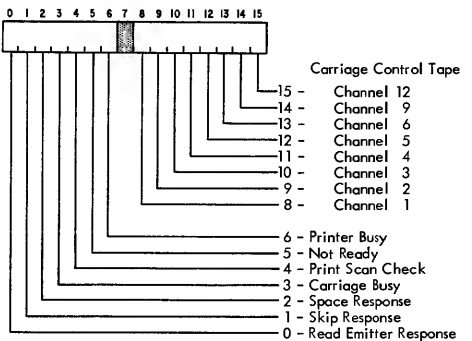 0 1 2 3 4 5 6 7 8 9 10 11 12 13 14 15
Carriage Control Tape
15 - Channel 12
14 - Channel 9
13 - Channel 6
12 - Channel 5
11 - Channel 4
10 - Channel 3
9 - Channel 2
8 - Channel 1
6 - Printer Busy
5 - Not Ready
4 - Print Scan Check
3 - Carriage Busy
2 - Space Response
1 - Skip Response
0 - Read Emitter Response